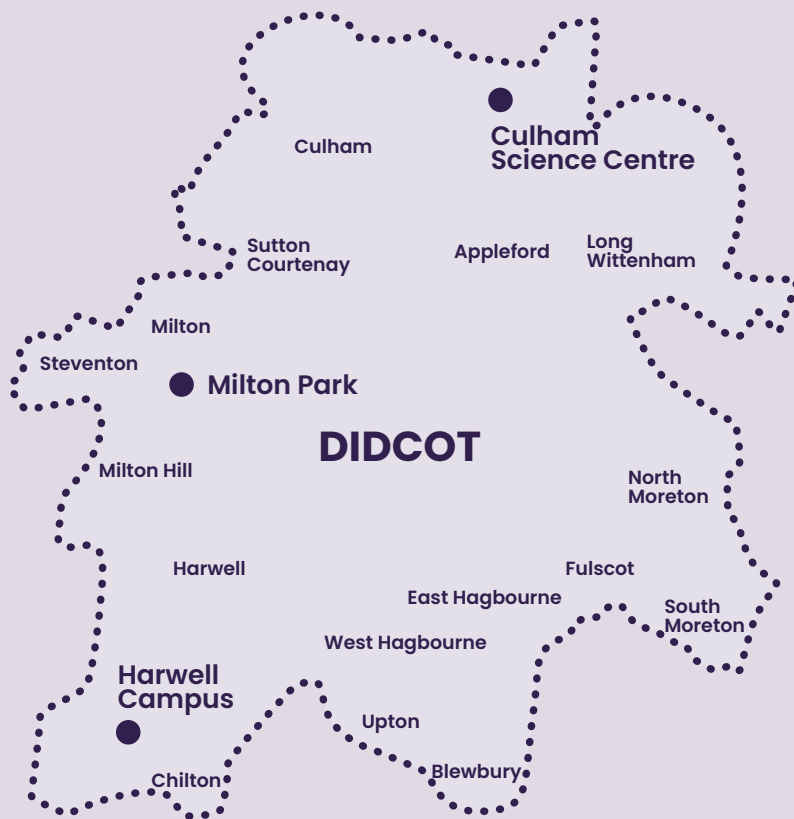 Culham
Culham
Science Centre
Sutton
Courtenay
Appleford
Long
Wittenham
Milton
Steventon
Milton Park
DIDCOT
Milton Hill
North
Moreton
Harwell
Fulscot
East Hagbourne
South
Moreton
West Hagbourne
Harwell
Campus
Upton
Blewbury
Chilton